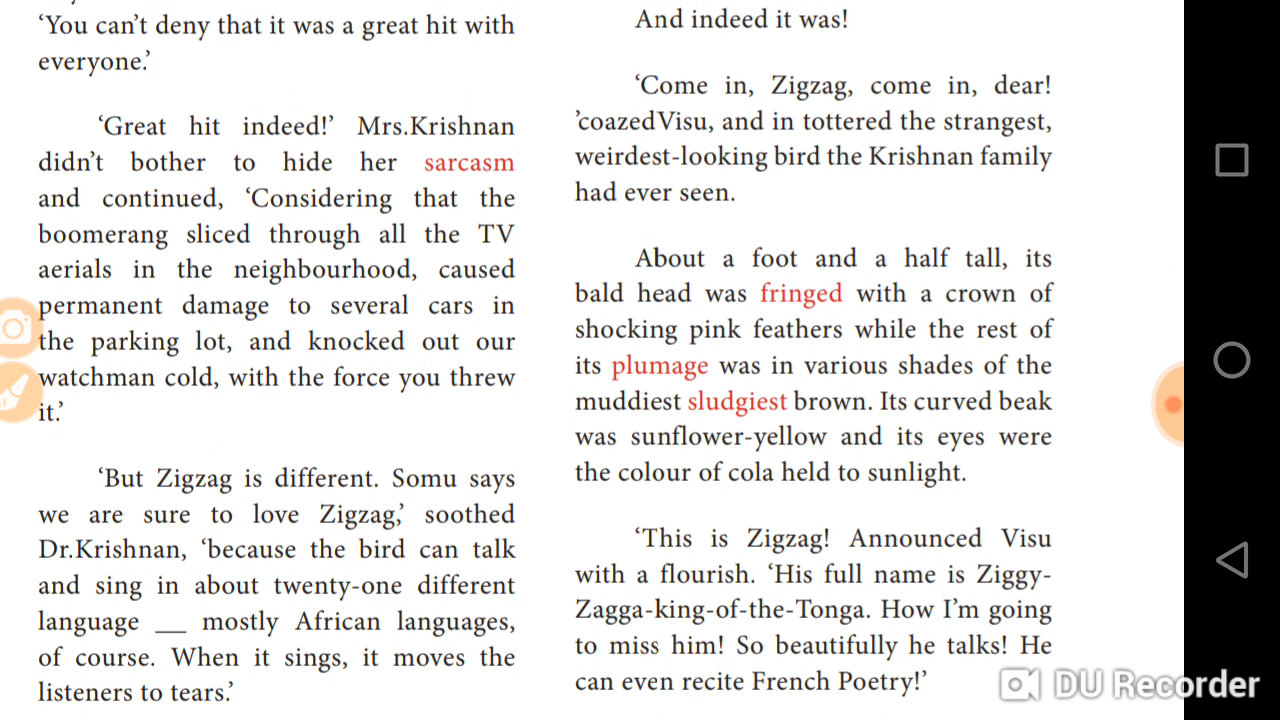 ‘You can’t deny that it was a great hit with
everyone.’
‘Great hit indeed!’ Mrs.Krishnan
didn’t bother to hide her sarcasm
and continued, ‘Considering that the
boomerang sliced through all the TV
aerials in the neighbourhood, caused
permanent damage to several cars in
the parking lot, and knocked out our
watchman cold, with the force you threw
it.’
‘But Zigzag is different. Somu says
we are sure to love Zigzag,’ soothed
Dr.Krishnan, ‘because the bird can talk
and sing in about twenty-one different
language __ mostly African languages,
of course. When it sings, it moves the
listeners to tears.’
And indeed it was!
‘Come in, Zigzag, come in, dear!
’coazedVisu, and in tottered the strangest,
weirdest-looking bird the Krishnan family
had ever seen.
About a foot and a half tall, its
bald head was fringed with a crown of
shocking pink feathers while the rest of
its plumage was in various shades of the
muddiest sludgiest brown. Its curved beak
was sunflower-yellow and its eyes were
the colour of cola held to sunlight.
‘This is Zigzag! Announced Visu
with a flourish. ‘His full name is Ziggy-
Zagga-king-of-the-Tonga. How I’m going
to miss him! So beautifully he talks! He
can even recite French Poetry!’
DU Recorder